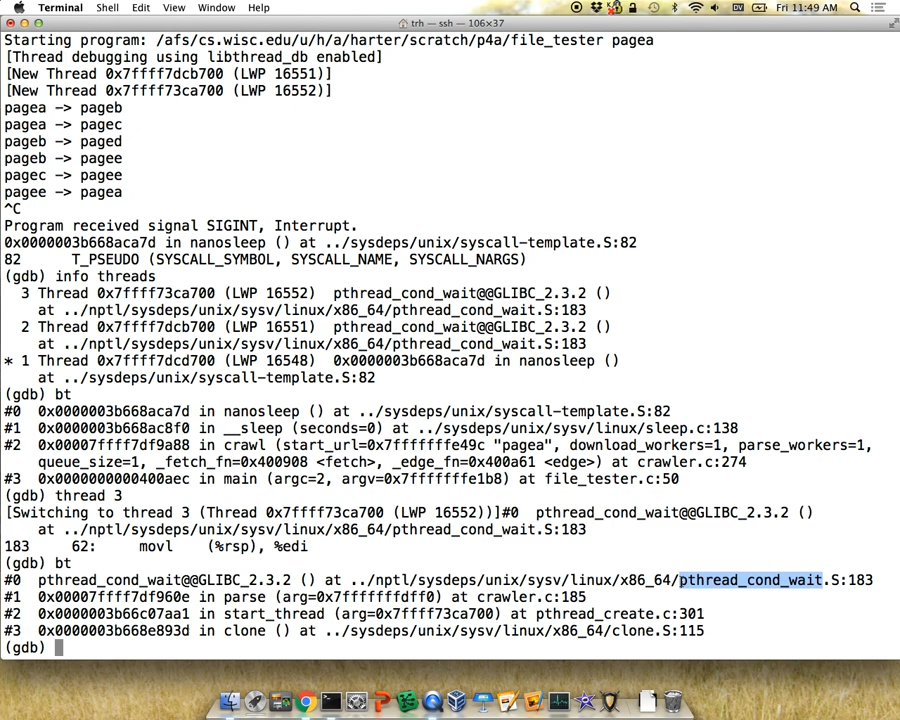 Terminal Shell Edit View Window Help Fri 11:49 AM
trh — ssh — 106×37
Starting program: /afs/cs.wisc.edu/u/h/a/harter/scratch/p4a/file_tester pagea
[Thread debugging using libthread_db enabled]
[New Thread 0x7ffff7dcb700 (LWP 16551)]
[New Thread 0x7ffff73ca700 (LWP 16552)]
pagea -> pageb
pagea -> pagec
pageb -> paged
pageb -> pagee
pagec -> pagee
pagee -> pagea
^C
Program received signal SIGINT, Interrupt.
0x0000003b668aca7d in nanosleep () at ../sysdeps/unix/syscall-template.S:82
82      T_PSEUDO (SYSCALL_SYMBOL, SYSCALL_NAME, SYSCALL_NARGS)
(gdb) info threads
  3 Thread 0x7ffff73ca700 (LWP 16552)  pthread_cond_wait@@GLIBC_2.3.2 ()
    at ../nptl/sysdeps/unix/sysv/linux/x86_64/pthread_cond_wait.S:183
  2 Thread 0x7ffff7dcb700 (LWP 16551)  pthread_cond_wait@@GLIBC_2.3.2 ()
    at ../nptl/sysdeps/unix/sysv/linux/x86_64/pthread_cond_wait.S:183
* 1 Thread 0x7ffff7dcd700 (LWP 16548)  0x0000003b668aca7d in nanosleep ()
    at ../sysdeps/unix/syscall-template.S:82
(gdb) bt
#0  0x0000003b668aca7d in nanosleep () at ../sysdeps/unix/syscall-template.S:82
#1  0x0000003b668ac8f0 in __sleep (seconds=0) at ../sysdeps/unix/sysv/linux/sleep.c:138
#2  0x00007ffff7df9a88 in crawl (start_url=0x7fffffffe49c "pagea", download_workers=1, parse_workers=1,
    queue_size=1, _fetch_fn=0x400908 <fetch>, _edge_fn=0x400a61 <edge>) at crawler.c:274
#3  0x0000000000400aec in main (argc=2, argv=0x7fffffffe1b8) at file_tester.c:50
(gdb) thread 3
[Switching to thread 3 (Thread 0x7ffff73ca700 (LWP 16552))]#0  pthread_cond_wait@@GLIBC_2.3.2 ()
    at ../nptl/sysdeps/unix/sysv/linux/x86_64/pthread_cond_wait.S:183
183     62:     movl    (%rsp), %edi
(gdb) bt
#0  pthread_cond_wait@@GLIBC_2.3.2 () at ../nptl/sysdeps/unix/sysv/linux/x86_64/pthread_cond_wait.S:183
#1  0x00007ffff7df960e in parse (arg=0x7fffffffdff0) at crawler.c:185
#2  0x0000003b66c07aa1 in start_thread (arg=0x7ffff73ca700) at pthread_create.c:301
#3  0x0000003b668e893d in clone () at ../sysdeps/unix/sysv/linux/x86_64/clone.S:115
(gdb)